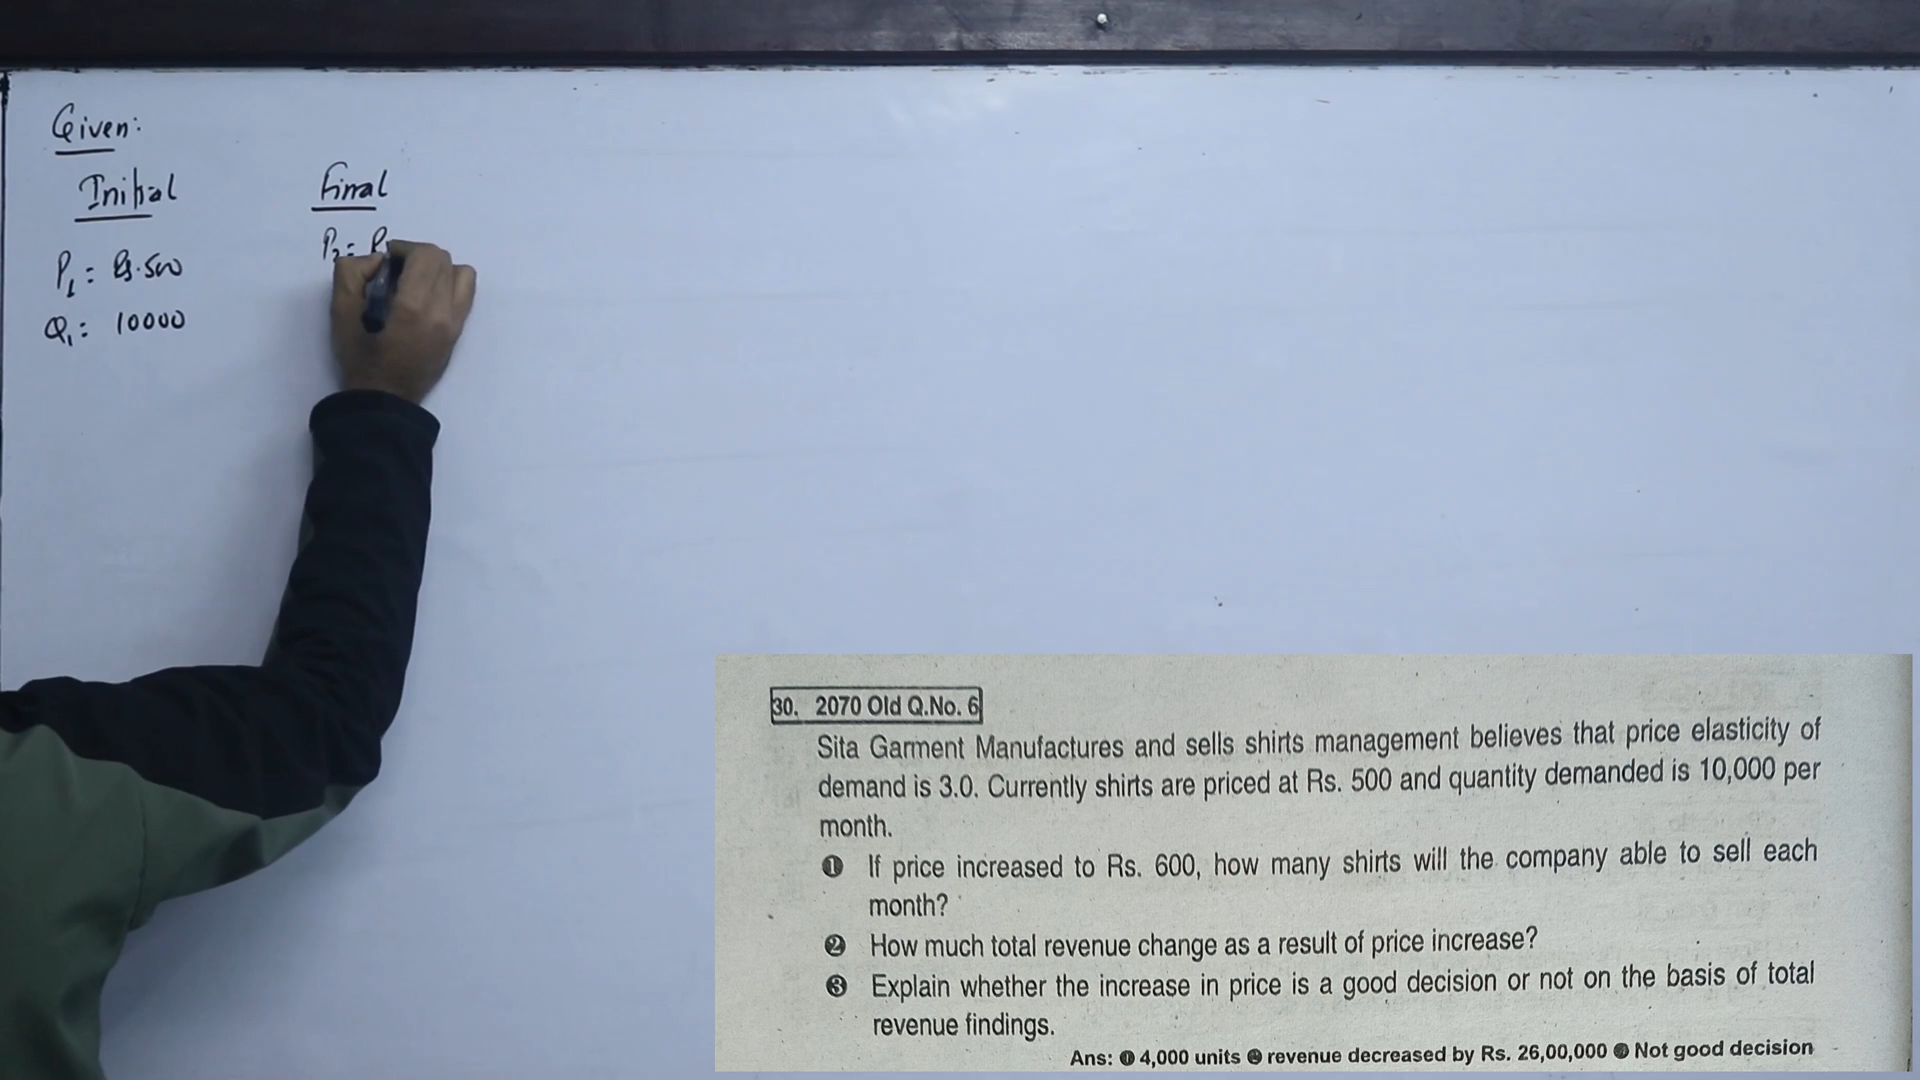 Given:
Initial Final
P₁ = Rs.500 P₂ =
Q₁ = 10000
30. 2070 Old Q.No. 6
Sita Garment Manufactures and sells shirts management believes that price elasticity of
demand is 3.0. Currently shirts are priced at Rs. 500 and quantity demanded is 10,000 per
month.
❶ If price increased to Rs. 600, how many shirts will the company able to sell each
month?
❷ How much total revenue change as a result of price increase?
❸ Explain whether the increase in price is a good decision or not on the basis of total
revenue findings.
Ans: ❶ 4,000 units ❷ revenue decreased by Rs. 26,00,000 ❸ Not good decision